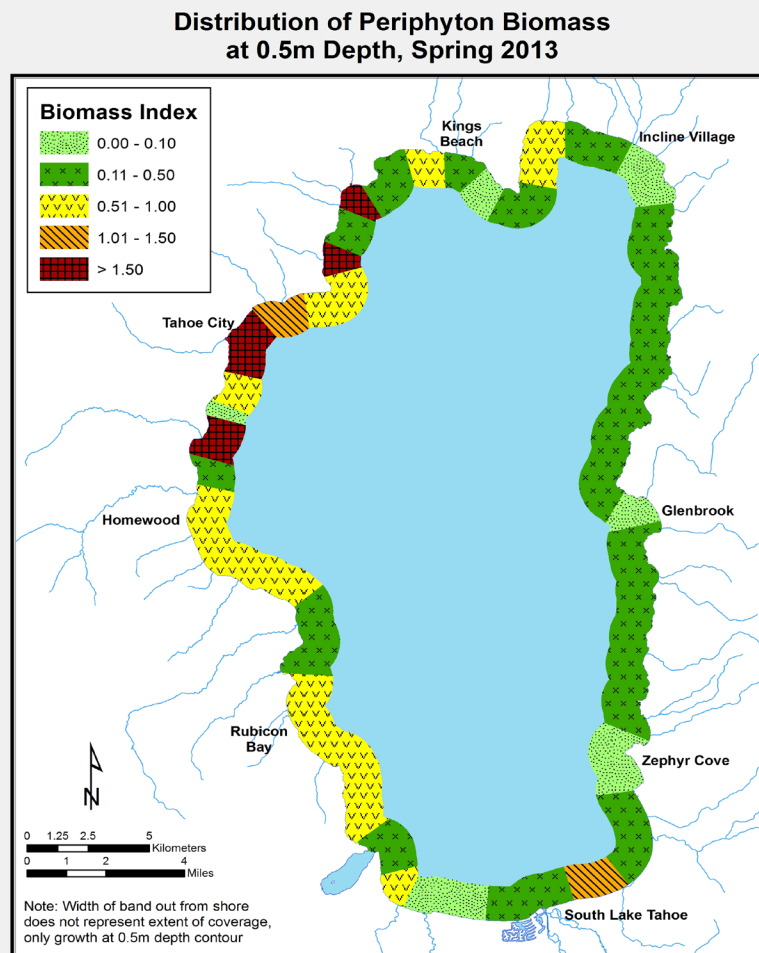 Distribution of Periphyton Biomass
at 0.5m Depth, Spring 2013
Biomass Index
0.00 - 0.10
0.11 - 0.50
0.51 - 1.00
1.01 - 1.50
> 1.50
Kings
Beach
Incline Village
Tahoe City
Glenbrook
Homewood
Rubicon
Bay
Zephyr Cove
N
0 1.25 2.5 5
Kilometers
0 1 2 4
Miles
South Lake Tahoe
Note: Width of band out from shore
does not represent extent of coverage,
only growth at 0.5m depth contour